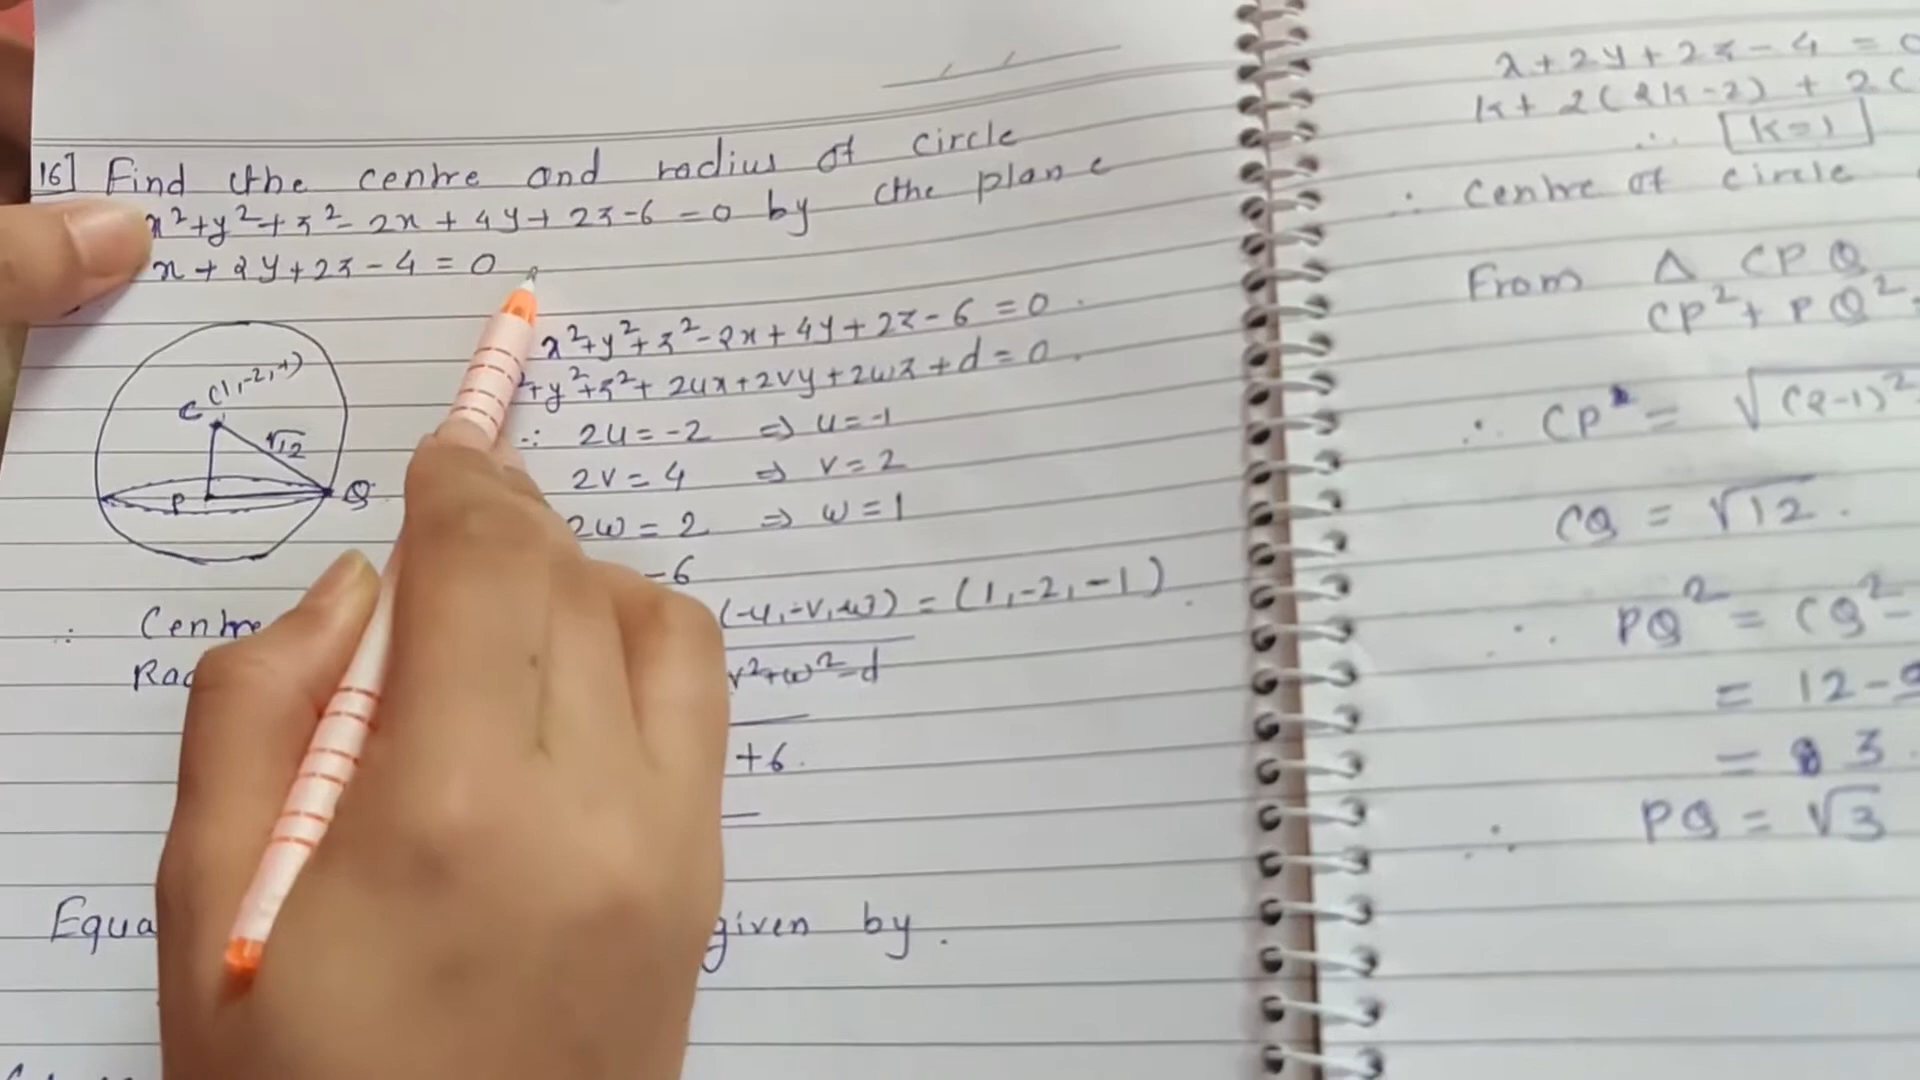 16] Find the centre and radius of circle
x²+y²+z²-2x+4y+2z-6=0 by the plane
x+2y+2z-4=0
x²+y²+z²-2x+4y+2z-6=0.
²+y²+z²+2ux+2vy+2wz+d=0.
∴ 2u=-2 ⇒ u=-1
2v=4 ⇒ v=2
2w=2 ⇒ w=1
-6
C(1,-2,-1)
√12
P
Q
∴ Centre (-u,-v,-w) = (1,-2,-1).
Rad v²+w²-d
+6.
Equa given by.
x+2y+2z-4=0
k+2(2k-2)+2(
∴ [k=1]
∴ Centre of circle
From Δ CPQ
CP²+PQ²
∴ CP = √(2-1)²
CQ = √12.
∴ PQ² = CQ²-
= 12-9
= 3.
∴ PQ = √3